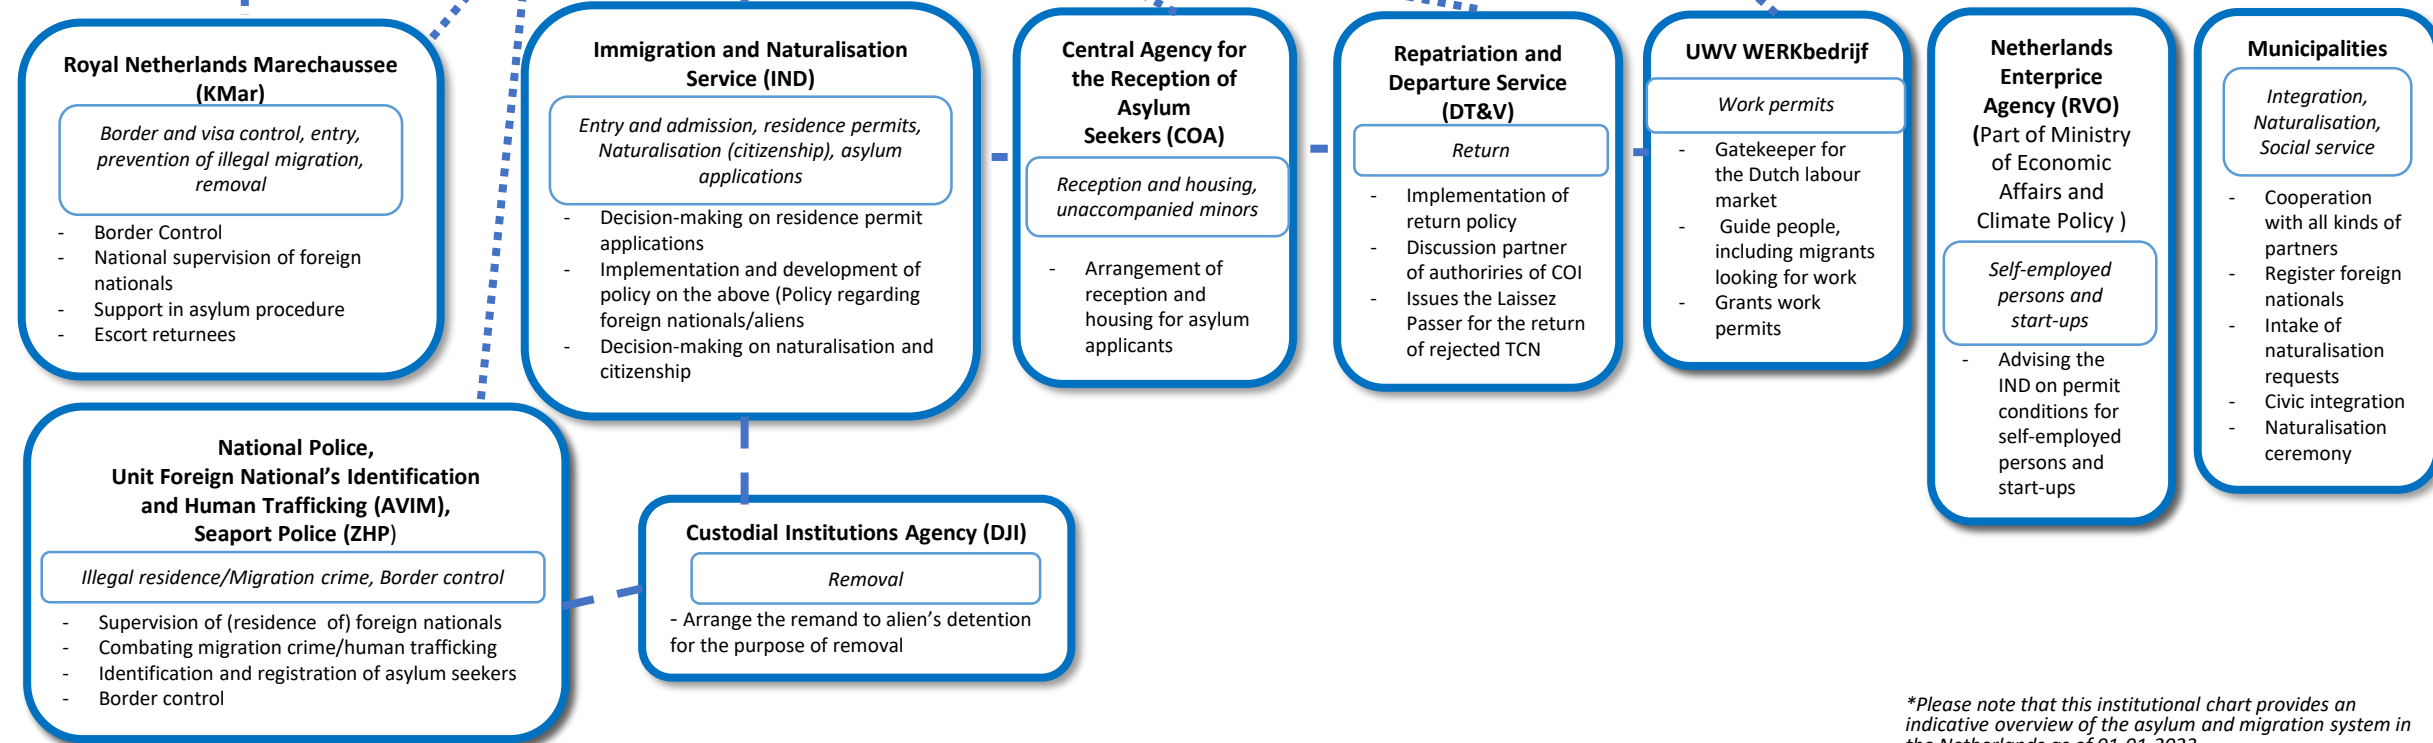 Royal Netherlands Marechaussee
(KMar)
Border and visa control, entry,
prevention of illegal migration,
removal
- Border Control
- National supervision of foreign
nationals
- Support in asylum procedure
- Escort returnees
Immigration and Naturalisation
Service (IND)
Entry and admission, residence permits,
Naturalisation (citizenship), asylum
applications
- Decision-making on residence permit
applications
- Implementation and development of
policy on the above (Policy regarding
foreign nationals/aliens
- Decision-making on naturalisation and
citizenship
Central Agency for
the Reception of
Asylum
Seekers (COA)
Reception and housing,
unaccompanied minors
- Arrangement of
reception and
housing for asylum
applicants
Repatriation and
Departure Service
(DT&V)
Return
- Implementation of
return policy
- Discussion partner
of authoriries of COI
- Issues the Laissez
Passer for the return
of rejected TCN
UWV WERKbedrijf
Work permits
- Gatekeeper for
the Dutch labour
market
- Guide people,
including migrants
looking for work
- Grants work
permits
Netherlands
Enterprice
Agency (RVO)
(Part of Ministry
of Economic
Affairs and
Climate Policy )
Self-employed
persons and
start-ups
- Advising the
IND on permit
conditions for
self-employed
persons and
start-ups
Municipalities
Integration,
Naturalisation,
Social service
- Cooperation
with all kinds of
partners
- Register foreign
nationals
- Intake of
naturalisation
requests
- Civic integration
- Naturalisation
ceremony
National Police,
Unit Foreign National’s Identification
and Human Trafficking (AVIM),
Seaport Police (ZHP)
Illegal residence/Migration crime, Border control
- Supervision of (residence of) foreign nationals
- Combating migration crime/human trafficking
- Identification and registration of asylum seekers
- Border control
Custodial Institutions Agency (DJI)
Removal
- Arrange the remand to alien’s detention
for the purpose of removal
*Please note that this institutional chart provides an
indicative overview of the asylum and migration system in
the Netherlands as of 01-01-2023